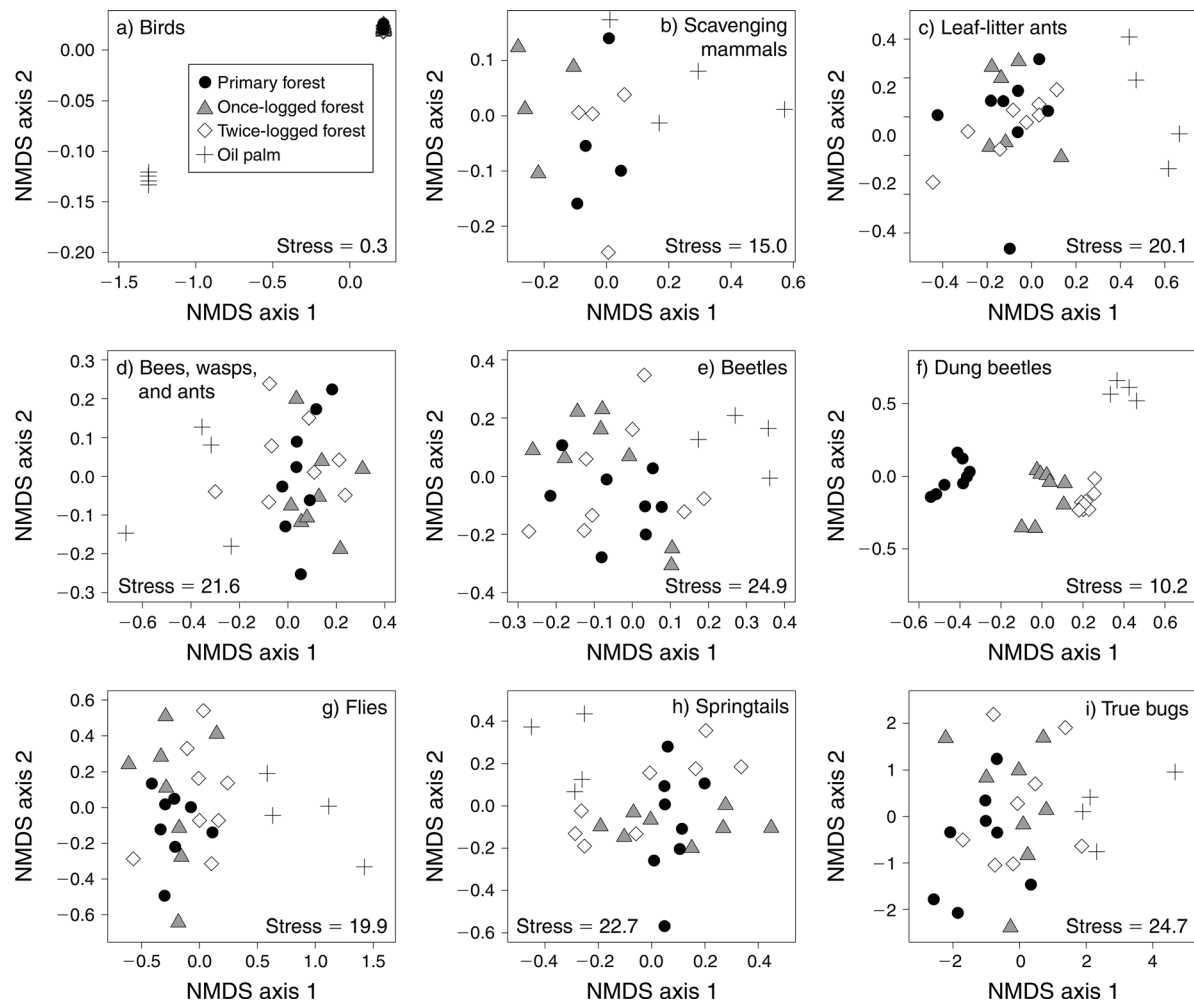 a) Birds
Primary forest
Once-logged forest
Twice-logged forest
Oil palm
Stress = 0.3
0.00
−0.05
−0.10
−0.15
−0.20
−1.5
−1.0
−0.5
0.0
NMDS axis 1
NMDS axis 2
b) Scavenging
mammals
Stress = 15.0
0.1
0.0
−0.1
−0.2
−0.2
0.0
0.2
0.4
0.6
NMDS axis 1
NMDS axis 2
c) Leaf-litter ants
Stress = 20.1
0.4
0.2
0.0
−0.2
−0.4
−0.4
−0.2
0.0
0.2
0.4
0.6
NMDS axis 1
NMDS axis 2
d) Bees, wasps,
and ants
Stress = 21.6
0.3
0.2
0.1
0.0
−0.1
−0.2
−0.3
−0.6
−0.4
−0.2
0.0
0.2
0.4
NMDS axis 1
NMDS axis 2
e) Beetles
Stress = 24.9
0.4
0.2
0.0
−0.2
−0.4
−0.3
−0.2
−0.1
0.0
0.1
0.2
0.3
0.4
NMDS axis 1
NMDS axis 2
f) Dung beetles
Stress = 10.2
0.5
0.0
−0.5
−0.6
−0.4
−0.2
0.0
0.2
0.4
0.6
NMDS axis 1
NMDS axis 2
g) Flies
Stress = 19.9
0.6
0.4
0.2
0.0
−0.2
−0.4
−0.6
−0.5
0.0
0.5
1.0
1.5
NMDS axis 1
NMDS axis 2
h) Springtails
Stress = 22.7
0.4
0.2
0.0
−0.2
−0.4
−0.6
−0.4
−0.2
0.0
0.2
0.4
NMDS axis 1
NMDS axis 2
i) True bugs
Stress = 24.7
2
1
0
−1
−2
−2
0
2
4
NMDS axis 1
NMDS axis 2